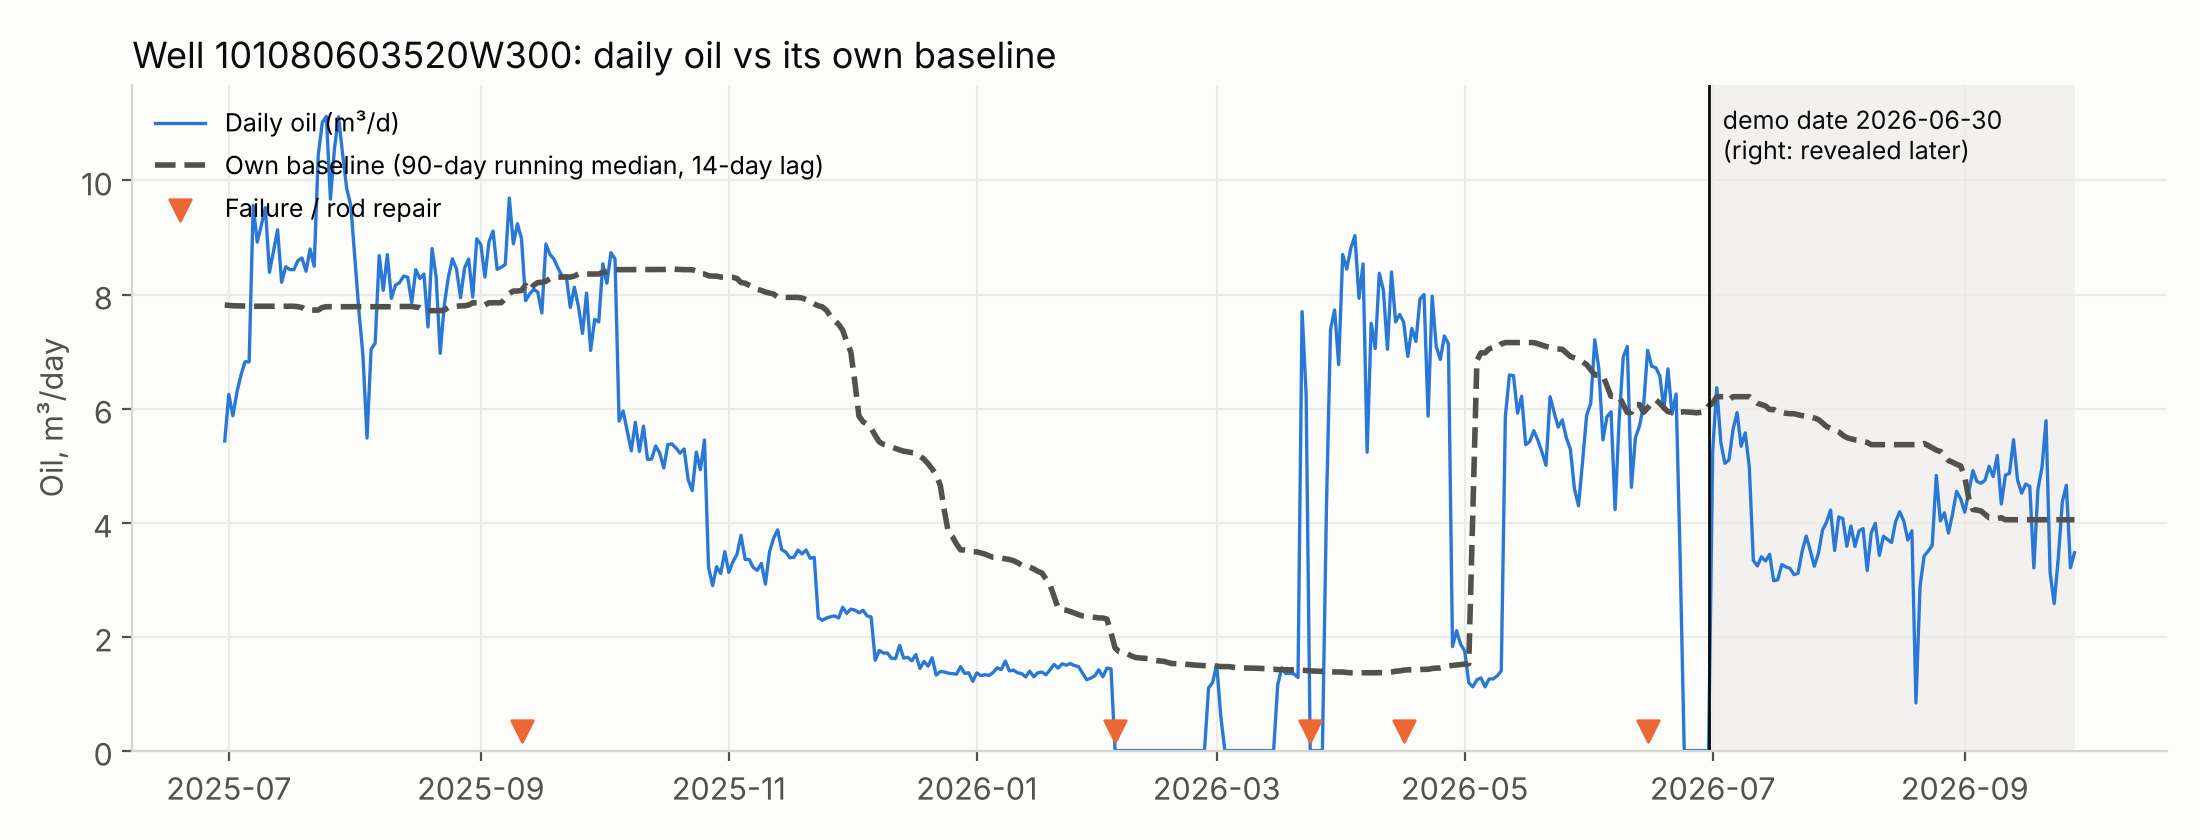 Well 101080603520W300: daily oil vs its own baseline
Daily oil (m³/d)
Own baseline (90-day running median, 14-day lag)
Failure / rod repair
demo date 2026-06-30
(right: revealed later)
Oil, m³/day
10
8
6
4
2
0
2025-07
2025-09
2025-11
2026-01
2026-03
2026-05
2026-07
2026-09